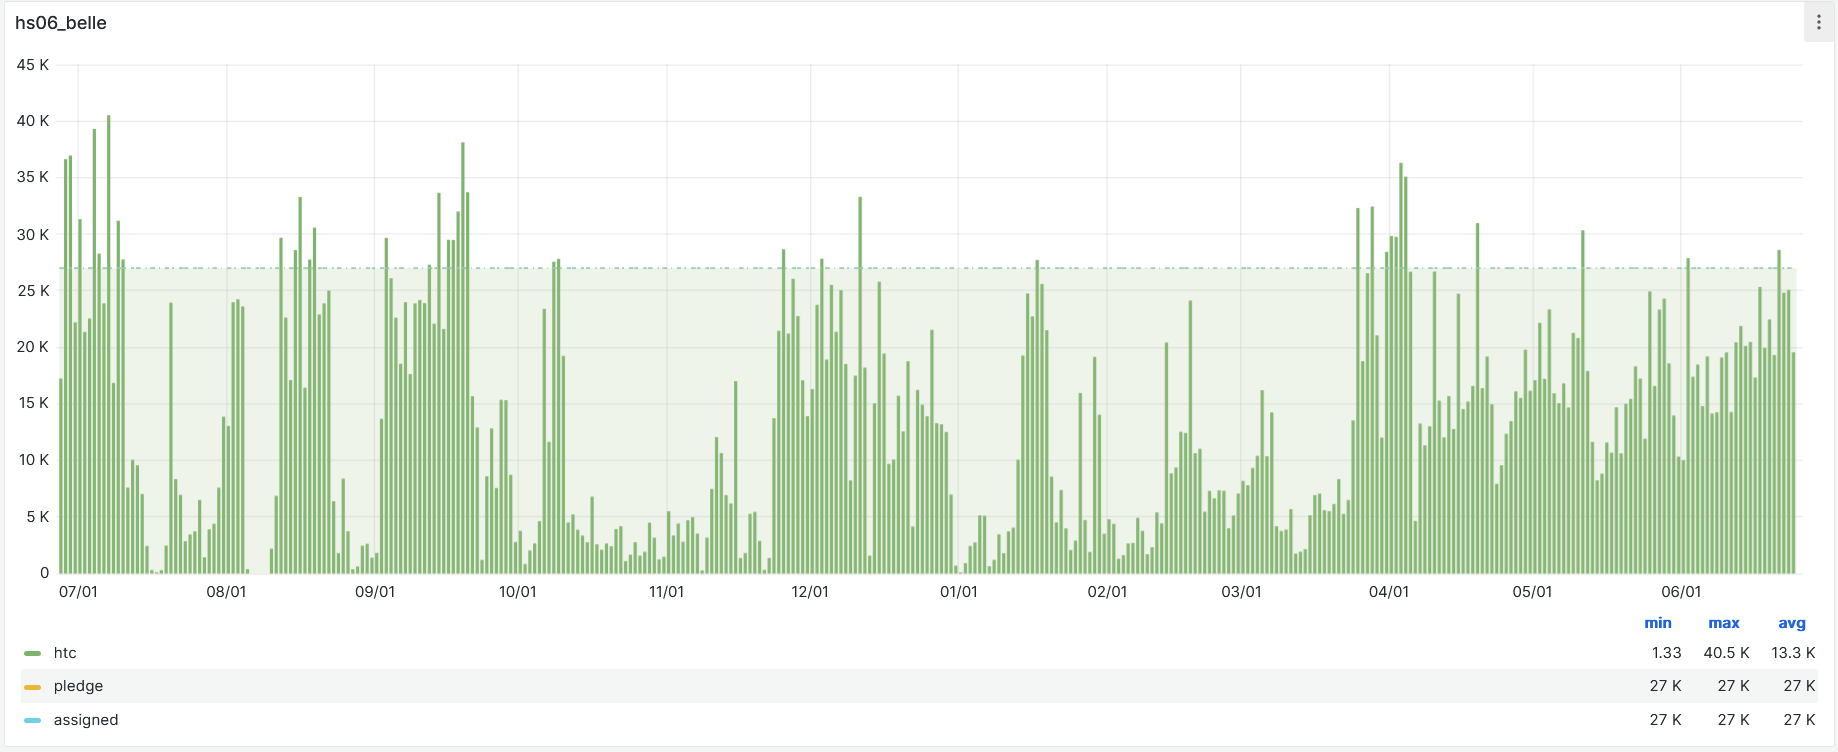 hs06_belle
45 K
40 K
35 K
30 K
25 K
20 K
15 K
10 K
5 K
0
07/01 08/01 09/01 10/01 11/01 12/01 01/01 02/01 03/01 04/01 05/01 06/01
min max avg
htc 1.33 40.5 K 13.3 K
pledge 27 K 27 K 27 K
assigned 27 K 27 K 27 K